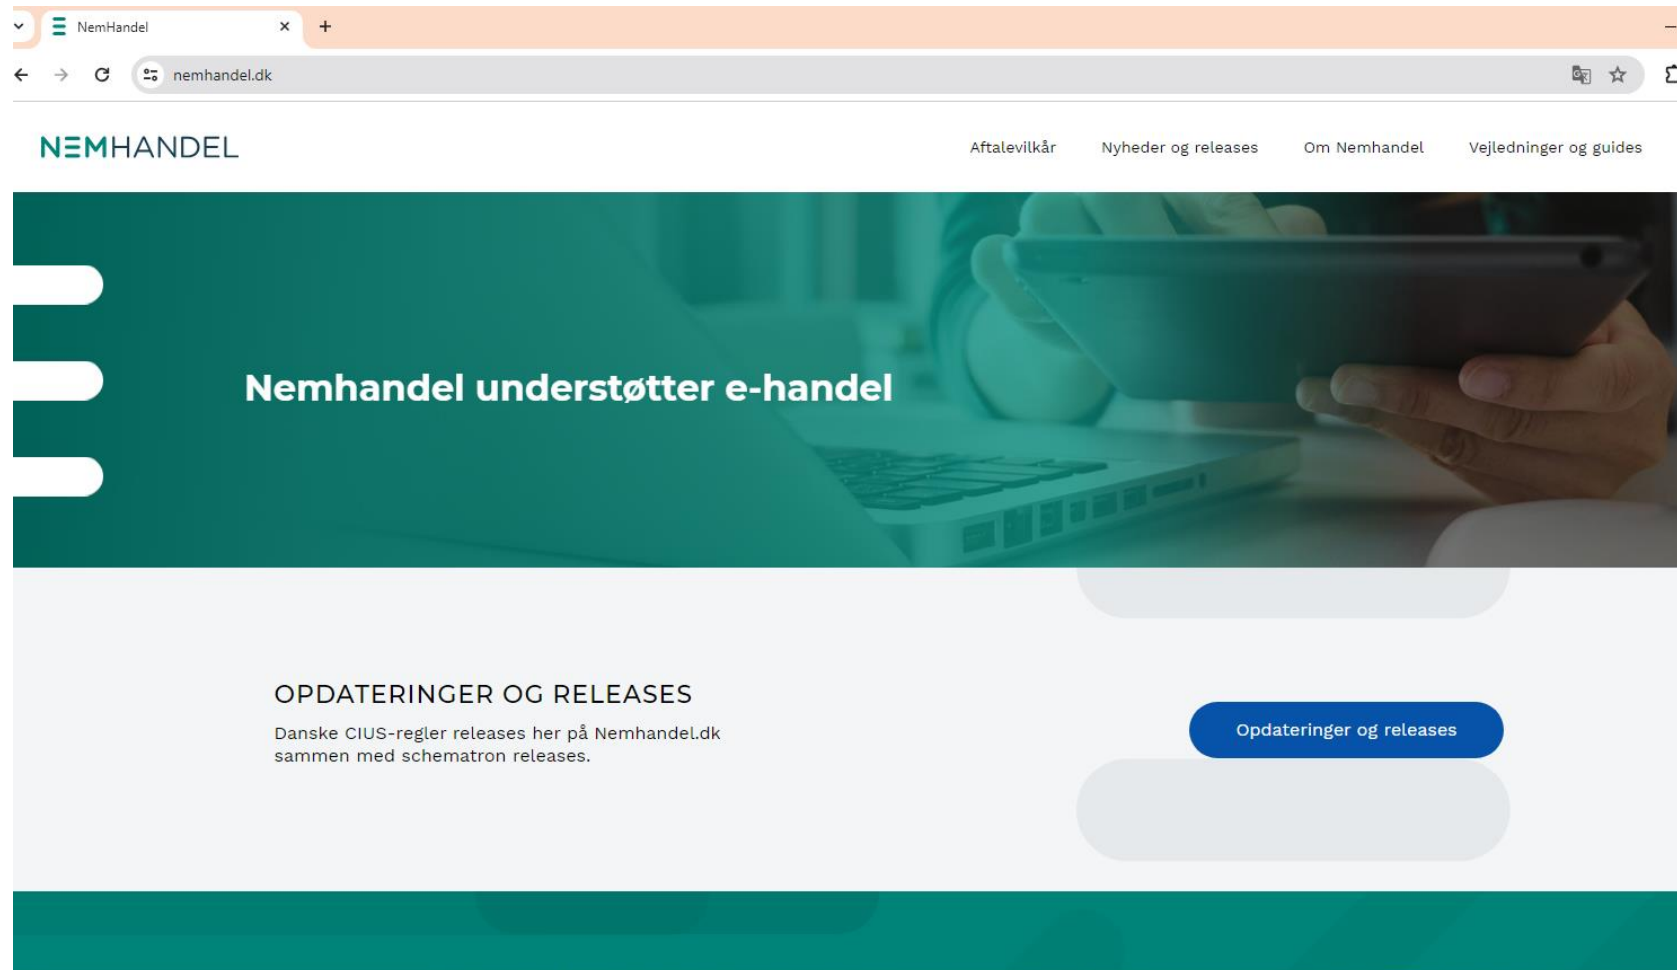 NemHandel
nemhandel.dk
NEMHANDEL
Aftalevilkår Nyheder og releases Om Nemhandel Vejledninger og guides
Nemhandel understøtter e-handel
OPDATERINGER OG RELEASES
Danske CIUS-regler releases her på Nemhandel.dk
sammen med schematron releases.
Opdateringer og releases